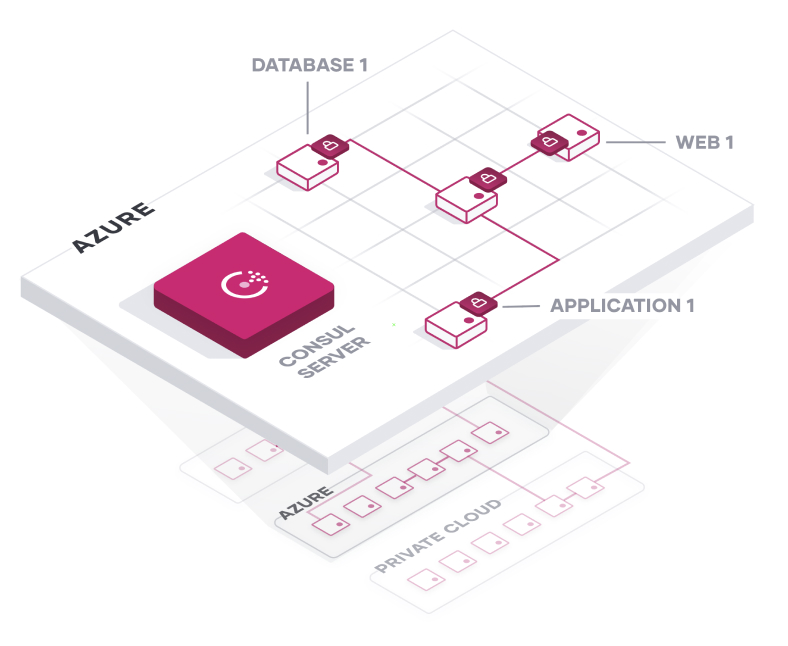 DATABASE 1
WEB 1
AZURE
APPLICATION 1
CONSUL
SERVER
AZURE
PRIVATE CLOUD